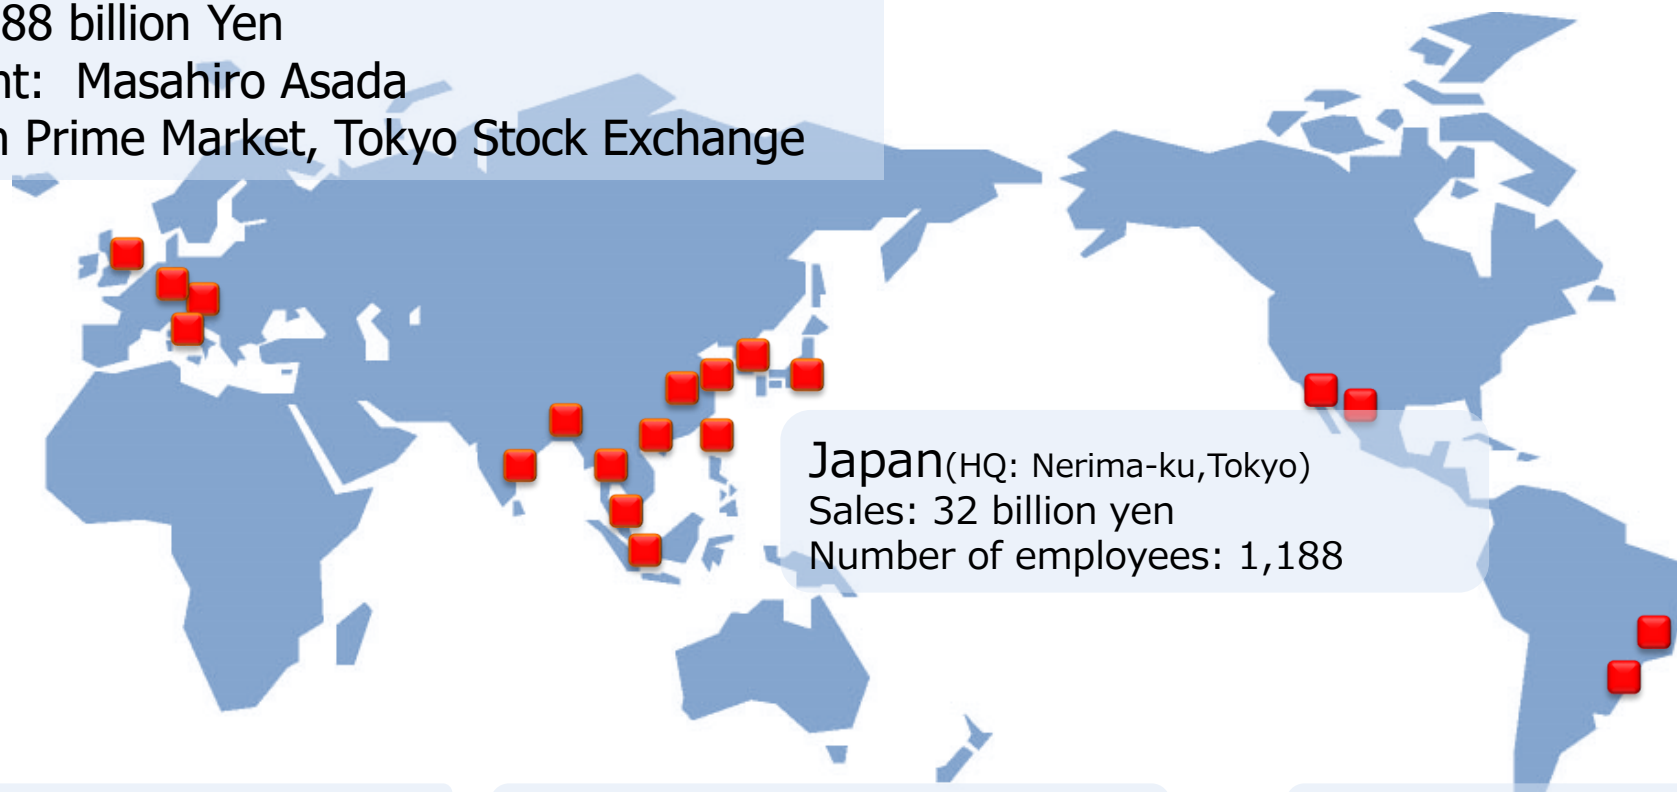 88 billion Yen
nt: Masahiro Asada
n Prime Market, Tokyo Stock Exchange
Japan(HQ: Nerima-ku,Tokyo)
Sales: 32 billion yen
Number of employees: 1,188